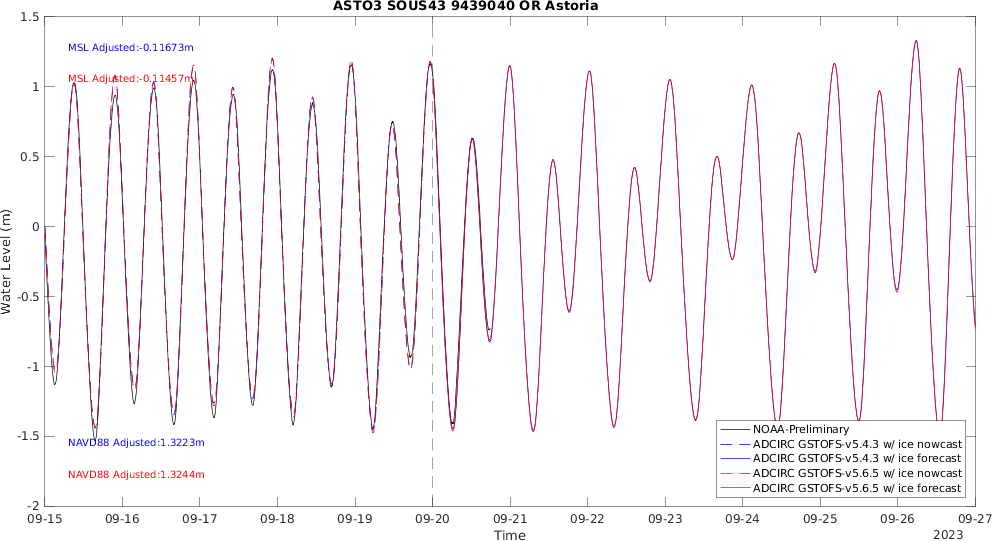 ASTO3 SOUS43 9439040 OR Astoria
1.5
1
0.5
0
-0.5
-1
-1.5
-2
Water Level (m)
MSL Adjusted:-0.11673m
MSL Adjusted:-0.11457m
NAVD88 Adjusted:1.3223m
NAVD88 Adjusted:1.3244m
NOAA-Preliminary
ADCIRC GSTOFS-v5.4.3 w/ ice nowcast
ADCIRC GSTOFS-v5.4.3 w/ ice forecast
ADCIRC GSTOFS-v5.6.5 w/ ice nowcast
ADCIRC GSTOFS-v5.6.5 w/ ice forecast
09-15 09-16 09-17 09-18 09-19 09-20 09-21 09-22 09-23 09-24 09-25 09-26 09-27
Time
2023